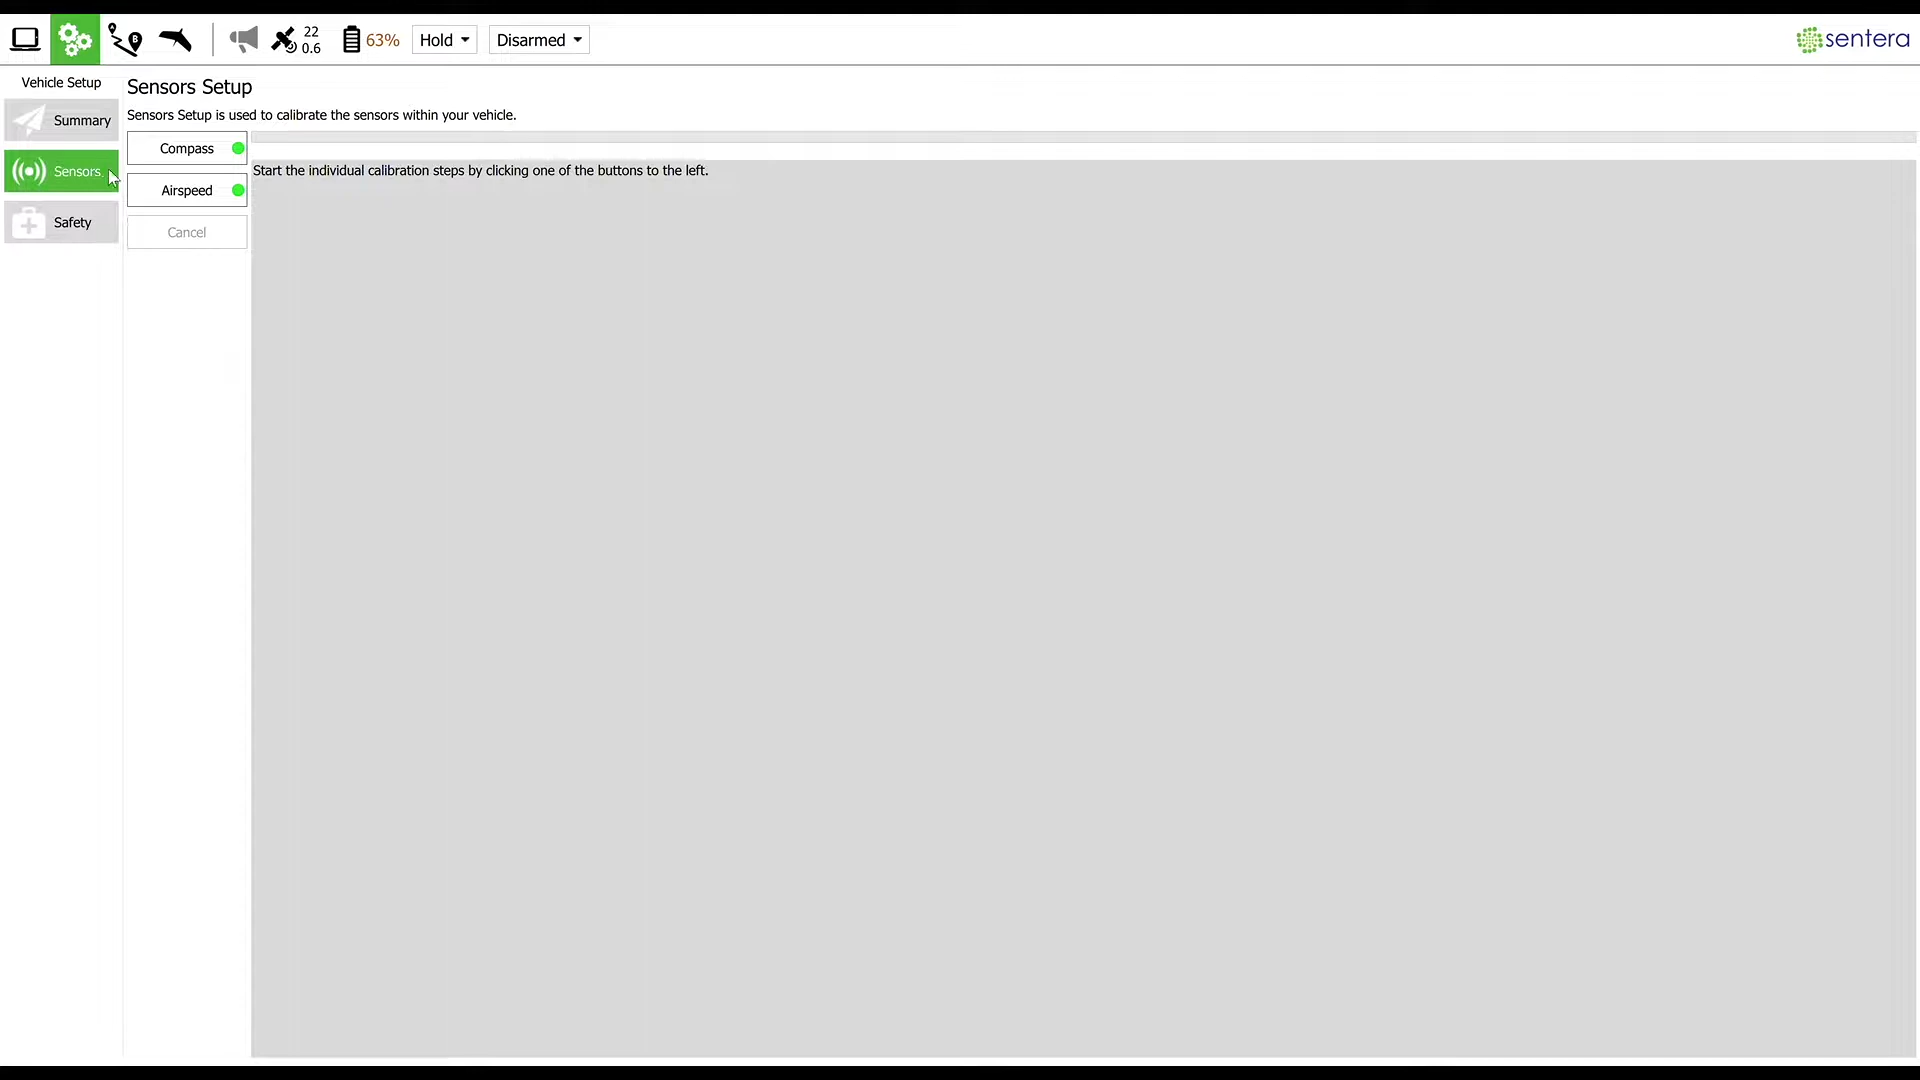 22
0.6
63%
Hold
Disarmed
sentera
Vehicle Setup
Summary
Sensors
Safety
Sensors Setup
Sensors Setup is used to calibrate the sensors within your vehicle.
Compass
Airspeed
Cancel
Start the individual calibration steps by clicking one of the buttons to the left.
B